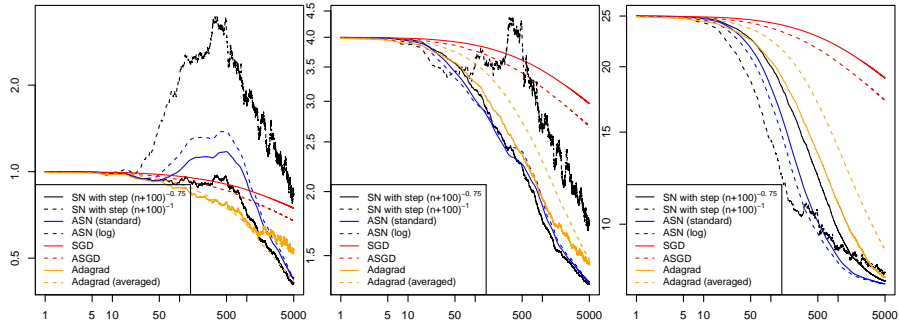 2.0
1.0
0.5
SN with step (n+100)^-0.75
SN with step (n+100)^-1
ASN (standard)
ASN (log)
SGD
ASGD
Adagrad
Adagrad (averaged)
1 5 10 50 500 5000
4.5
4.0
3.5
3.0
2.5
2.0
1.5
SN with step (n+100)^-0.75
SN with step (n+100)^-1
ASN (standard)
ASN (log)
SGD
ASGD
Adagrad
Adagrad (averaged)
1 5 10 50 500 5000
25
20
15
10
SN with step (n+100)^-0.75
SN with step (n+100)^-1
ASN (standard)
ASN (log)
SGD
ASGD
Adagrad
Adagrad (averaged)
1 5 10 50 500 5000